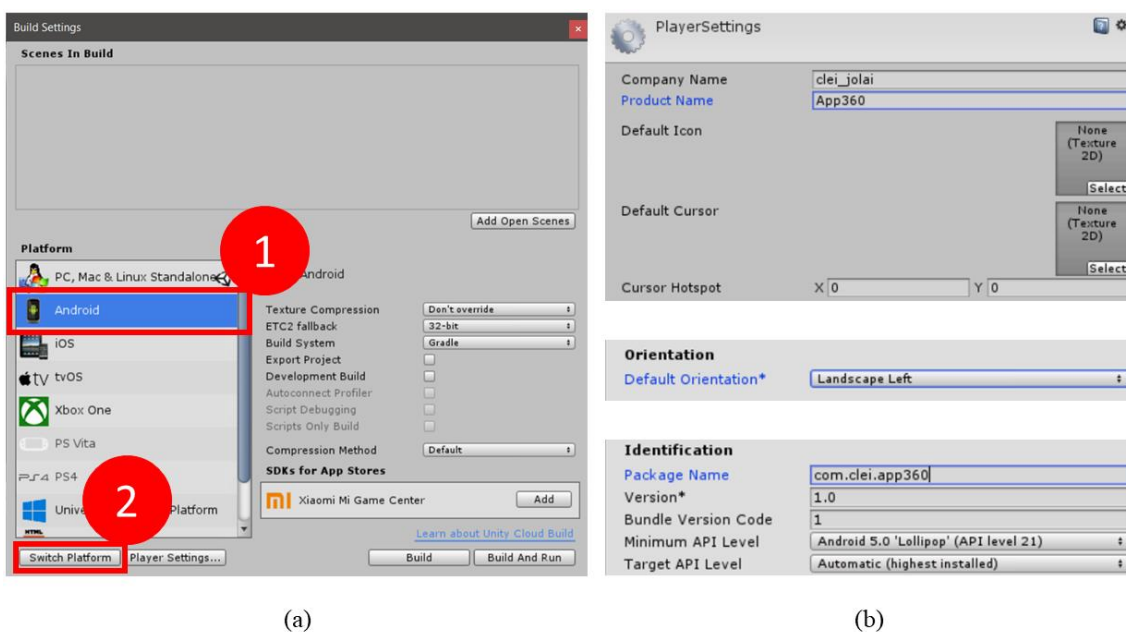 Build Settings
Scenes In Build
Add Open Scenes
Platform
1
PC, Mac & Linux Standalone
Android
iOS
tv tvOS
Xbox One
PS Vita
PS4 PS4
Platform
HTML
2
Switch Platform
Player Settings...
Android
Texture Compression Don't override
ETC2 fallback 32-bit
Build System Gradle
Export Project
Development Build
Autoconnect Profiler
Script Debugging
Scripts Only Build
Compression Method Default
SDKs for App Stores
Xiaomi Mi Game Center Add
Learn about Unity Cloud Build
Build
Build And Run
(a)
PlayerSettings
Company Name clei_jolai
Product Name App360
Default Icon
None
(Texture
2D)
Select
Default Cursor
None
(Texture
2D)
Select
Cursor Hotspot X 0 Y 0
Orientation
Default Orientation* Landscape Left
Identification
Package Name com.clei.app360
Version* 1.0
Bundle Version Code 1
Minimum API Level Android 5.0 'Lollipop' (API level 21)
Target API Level Automatic (highest installed)
(b)